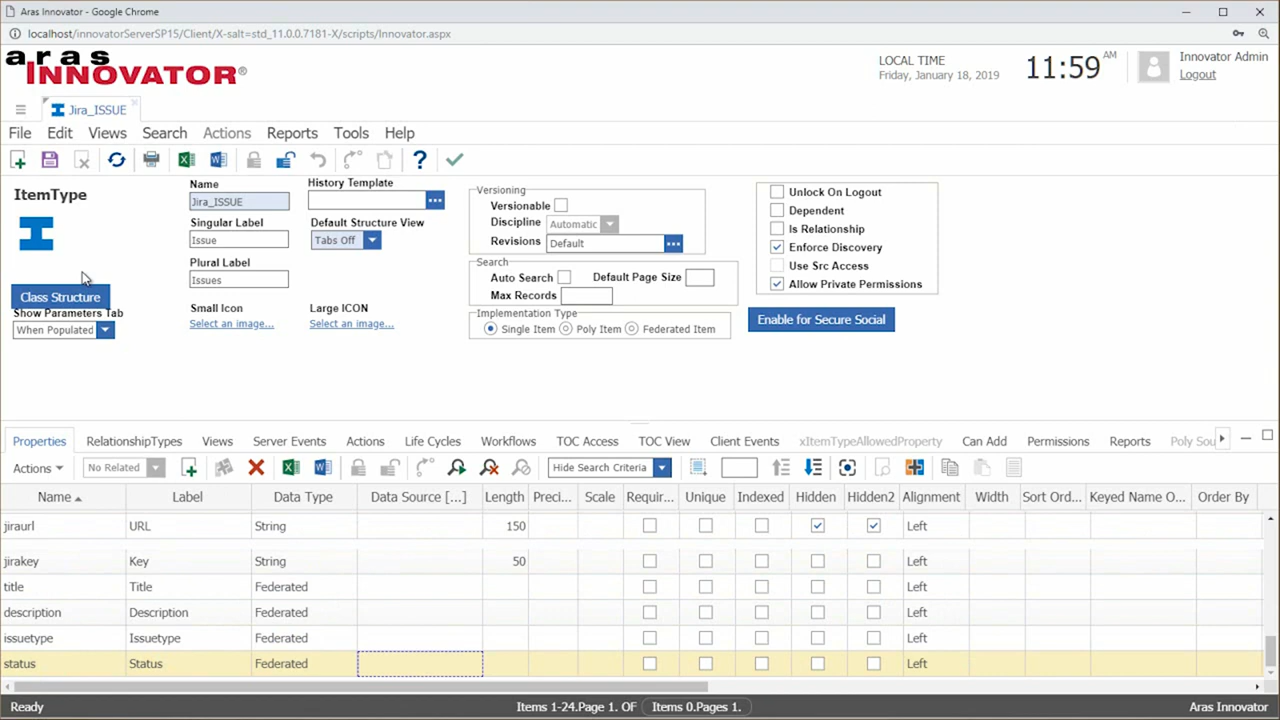 Aras Innovator - Google Chrome
localhost/innovatorServerSP15/Client/X-salt=std_11.0.0.7181-X/scripts/Innovator.aspx
aras
INNOVATOR®
LOCAL TIME
Friday, January 18, 2019
11:59 AM
Innovator Admin
Logout
Jira_ISSUE
File Edit Views Search Actions Reports Tools Help
ItemType
Class Structure
Show Parameters Tab
When Populated
Name
Jira_ISSUE
Singular Label
Issue
Plural Label
Issues
Small Icon
Select an image...
History Template
Default Structure View
Tabs Off
Large ICON
Select an image...
Versioning
Versionable
Discipline Automatic
Revisions Default
Search
Auto Search Default Page Size
Max Records
Implementation Type
Single Item Poly Item Federated Item
Unlock On Logout
Dependent
Is Relationship
Enforce Discovery
Use Src Access
Allow Private Permissions
Enable for Secure Social
Properties RelationshipTypes Views Server Events Actions Life Cycles Workflows TOC Access TOC View Client Events xItemTypeAllowedProperty Can Add Permissions Reports Poly Sou
Actions No Related Hide Search Criteria
Name Label Data Type Data Source [...] Length Preci... Scale Requir... Unique Indexed Hidden Hidden2 Alignment Width Sort Ord... Keyed Name O... Order By
jiraurl URL String 150 Left
jirakey Key String 50 Left
title Title Federated Left
description Description Federated Left
issuetype Issuetype Federated Left
status Status Federated Left
Ready Items 1-24.Page 1. OF Items 0.Pages 1. Aras Innovator